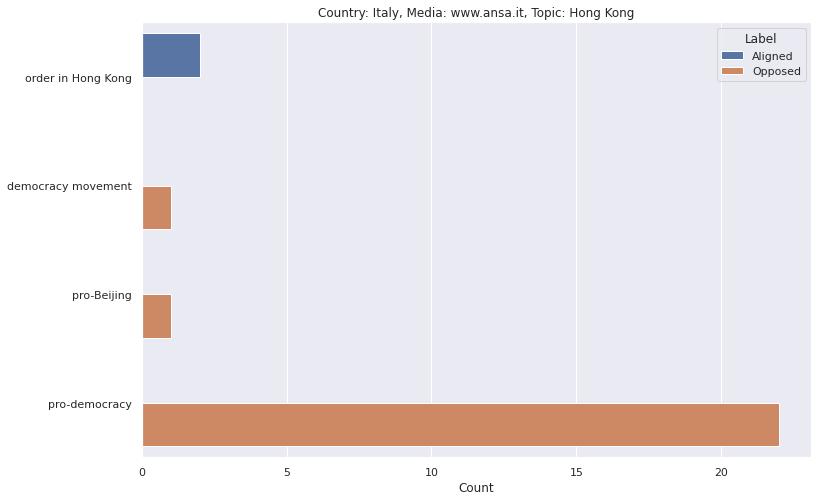 Country: Italy, Media: www.ansa.it, Topic: Hong Kong
Label
Aligned
Opposed
order in Hong Kong
democracy movement
pro-Beijing
pro-democracy
0 5 10 15 20
Count